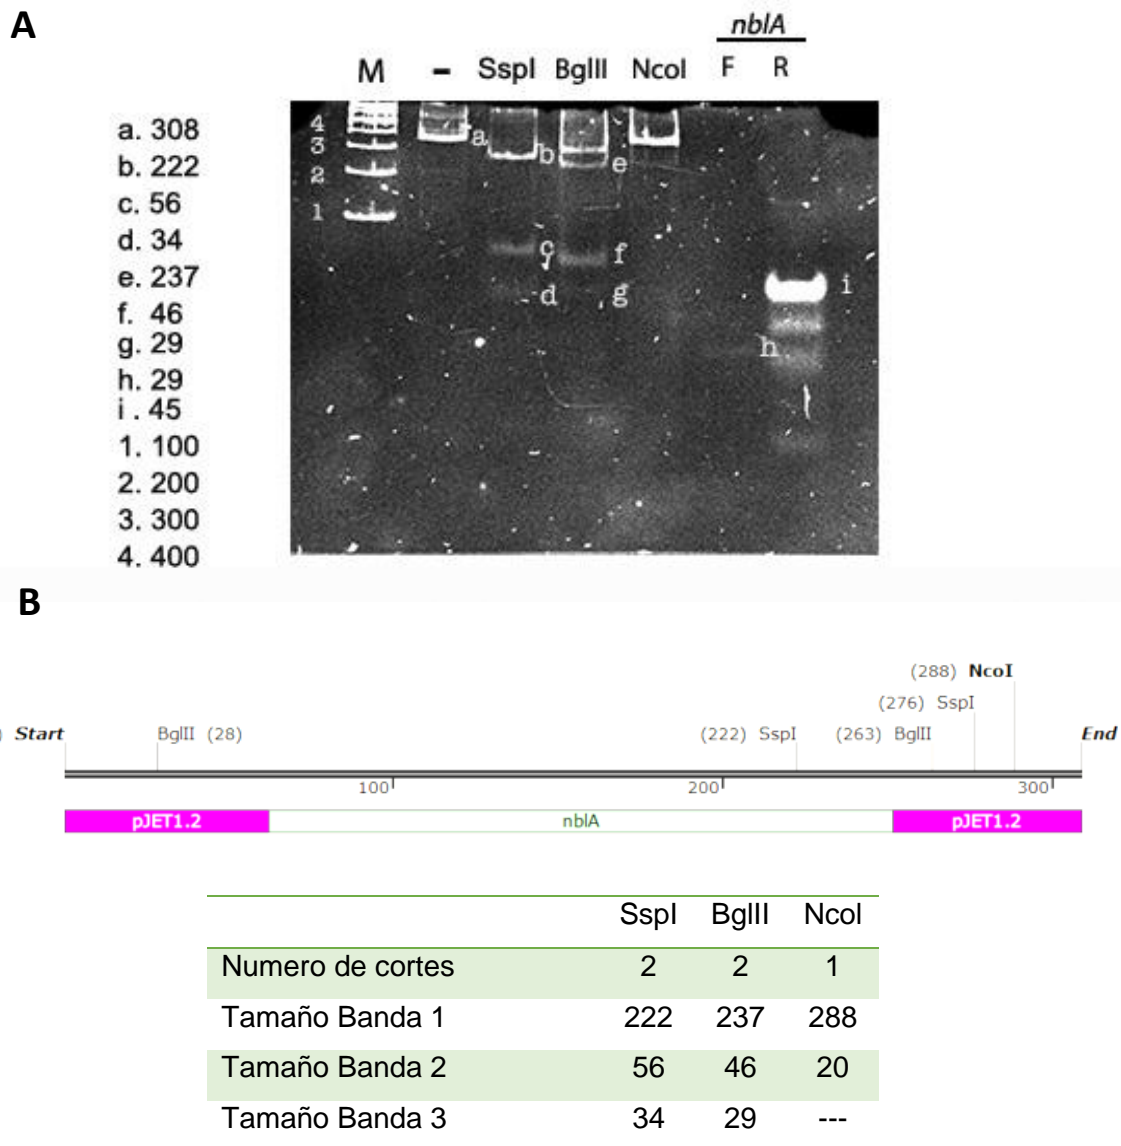 A
nblA
M - SspI BglII NcoI F R
a. 308
b. 222
c. 56
d. 34
e. 237
f. 46
g. 29
h. 29
i . 45
1. 100
2. 200
3. 300
4. 400
4
3
2
1
a
b
e
c
f
d
g
i
h
B
(288) NcoI
(276) SspI
) Start BglII (28) (222) SspI (263) BglII End
100 200 300
pJET1.2 nblA pJET1.2
SspI BglII NcoI
Numero de cortes 2 2 1
Tamaño Banda 1 222 237 288
Tamaño Banda 2 56 46 20
Tamaño Banda 3 34 29 ---